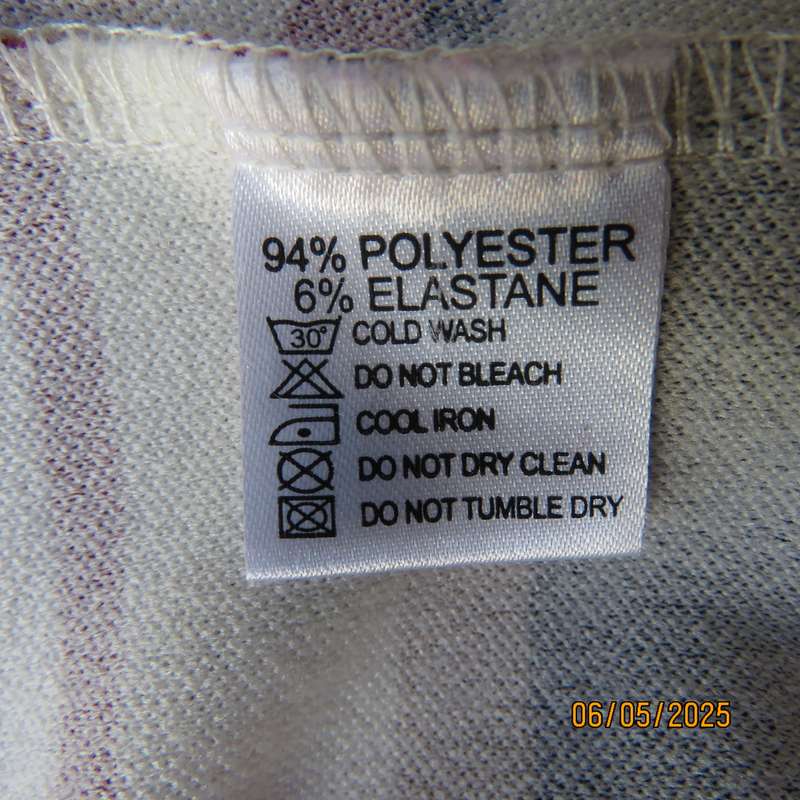 94% POLYESTER
6% ELASTANE
30° COLD WASH
DO NOT BLEACH
COOL IRON
DO NOT DRY CLEAN
DO NOT TUMBLE DRY
06/05/2025